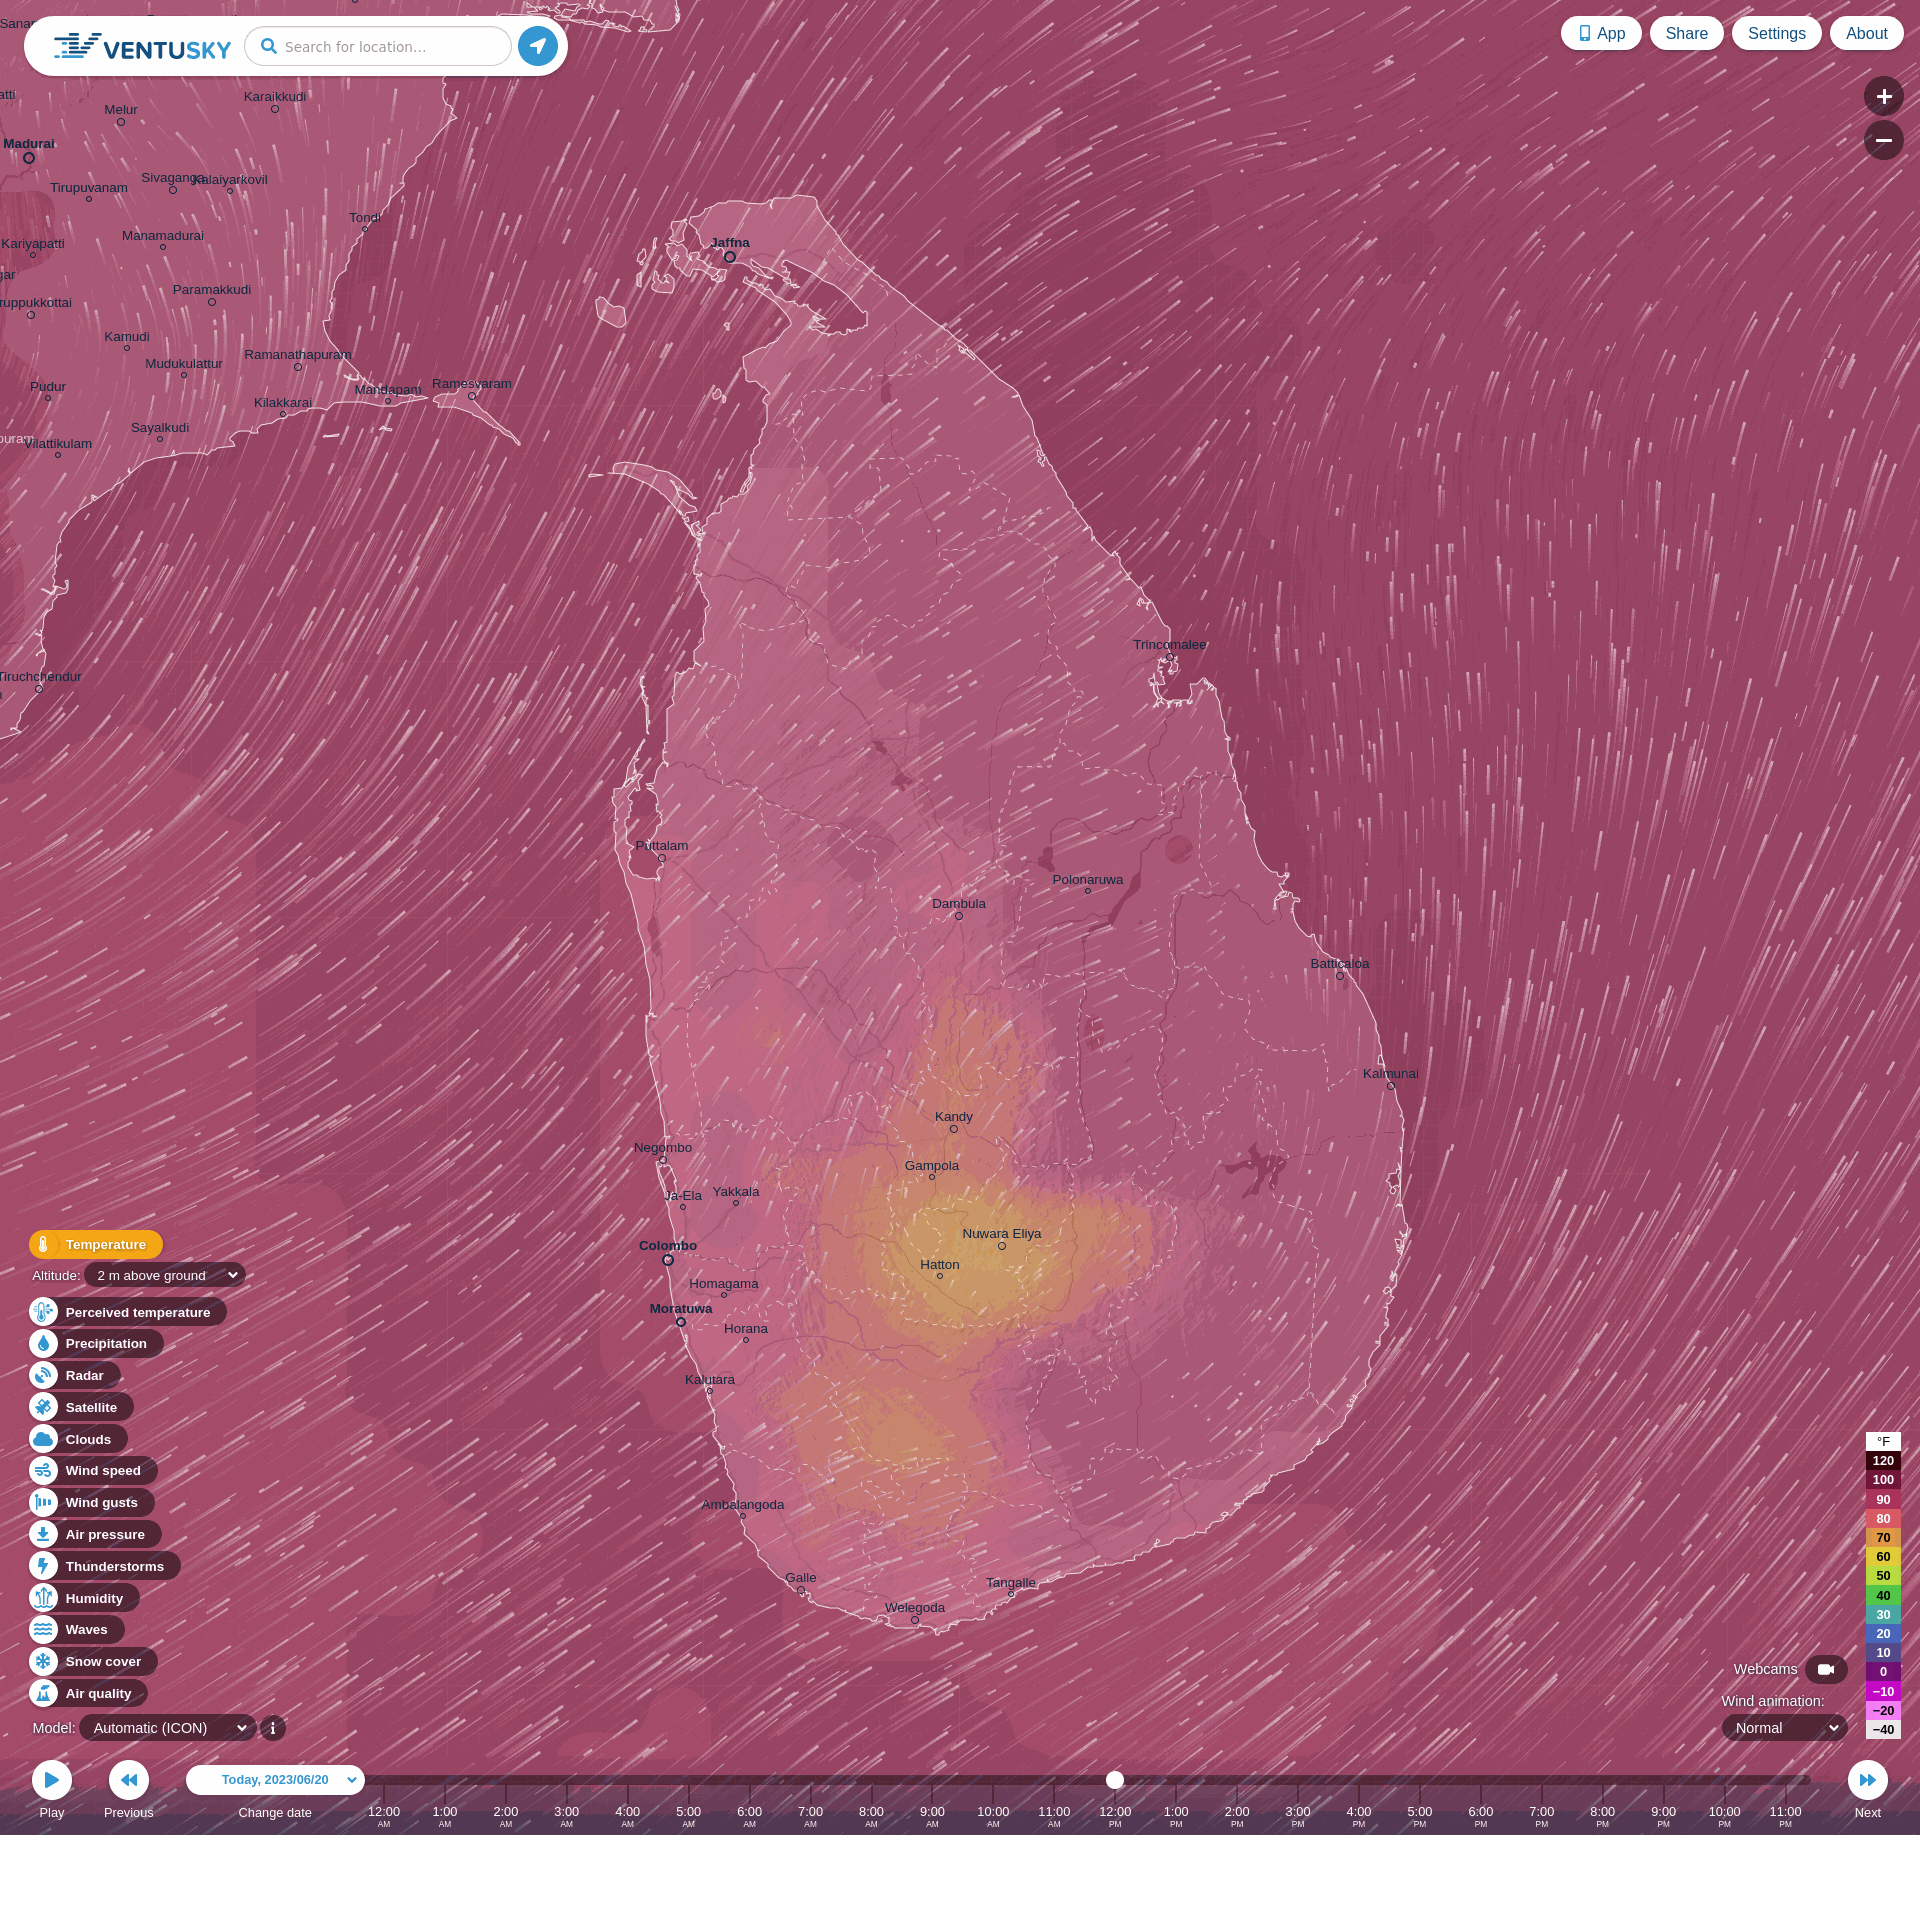 VENTUSKY
Search for location...
App
Share
Settings
About
Karaikkudi
Melur
Madurai
Sivaganga
Kalaiyarkovil
Tirupuvanam
Tondi
Manamadurai
Kariyapatti
Jaffna
Paramakkudi
Kamudi
Ramanathapuram
Mudukulattur
Pudur
Mandapam
Ramesvaram
Kilakkarai
Sayalkudi
Vilattikulam
Trincomalee
Tiruchchendur
Puttalam
Polonaruwa
Dambula
Batticaloa
Kalmunai
Kandy
Negombo
Gampola
Ja-Ela
Yakkala
Nuwara Eliya
Colombo
Hatton
Homagama
Moratuwa
Horana
Kalutara
Ambalangoda
Galle
Tangalle
Welegoda
Temperature
Altitude: 2 m above ground
Perceived temperature
Precipitation
Radar
Satellite
Clouds
Wind speed
Wind gusts
Air pressure
Thunderstorms
Humidity
Waves
Snow cover
Air quality
Model: Automatic (ICON)
°F
120
100
90
80
70
60
50
40
30
20
10
0
−10
−20
−40
Webcams
Wind animation:
Normal
Play
Previous
Today, 2023/06/20
Change date
12:00 AM
1:00 AM
2:00 AM
3:00 AM
4:00 AM
5:00 AM
6:00 AM
7:00 AM
8:00 AM
9:00 AM
10:00 AM
11:00 AM
12:00 PM
1:00 PM
2:00 PM
3:00 PM
4:00 PM
5:00 PM
6:00 PM
7:00 PM
8:00 PM
9:00 PM
10:00 PM
11:00 PM
Next